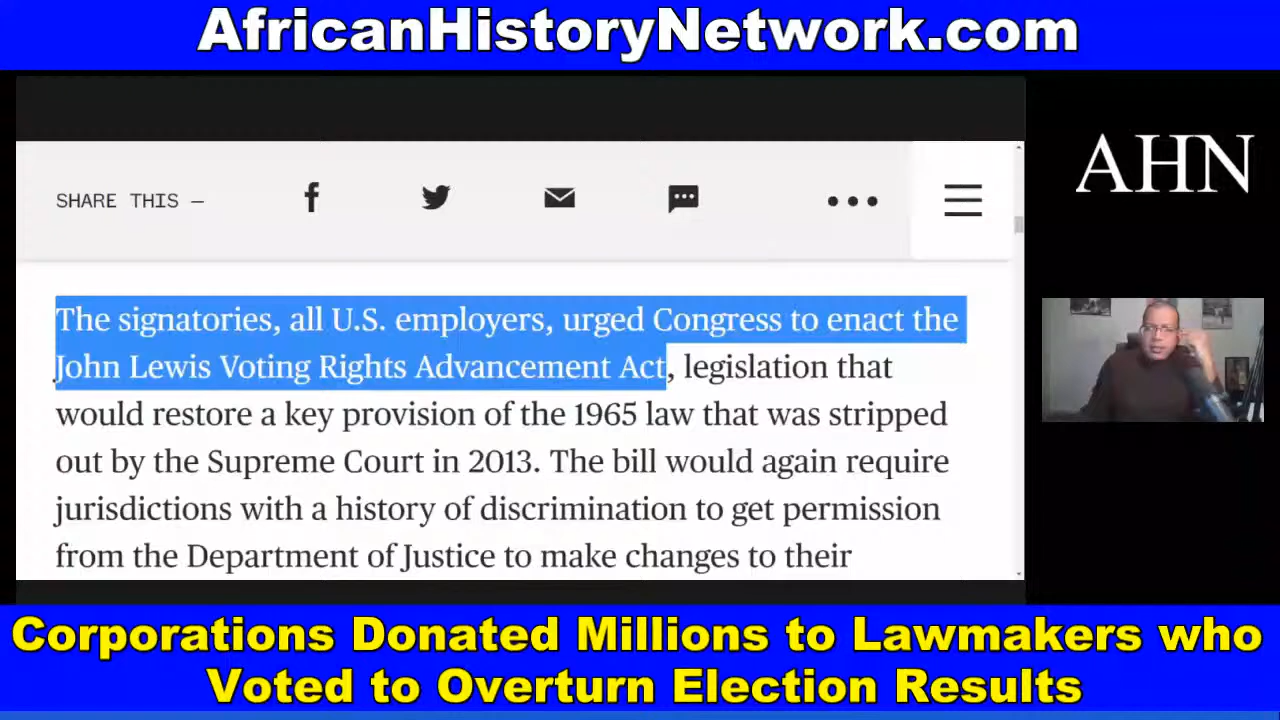 AfricanHistoryNetwork.com
AHN
SHARE THIS —
The signatories, all U.S. employers, urged Congress to enact the
John Lewis Voting Rights Advancement Act, legislation that
would restore a key provision of the 1965 law that was stripped
out by the Supreme Court in 2013. The bill would again require
jurisdictions with a history of discrimination to get permission
from the Department of Justice to make changes to their
Corporations Donated Millions to Lawmakers who
Voted to Overturn Election Results